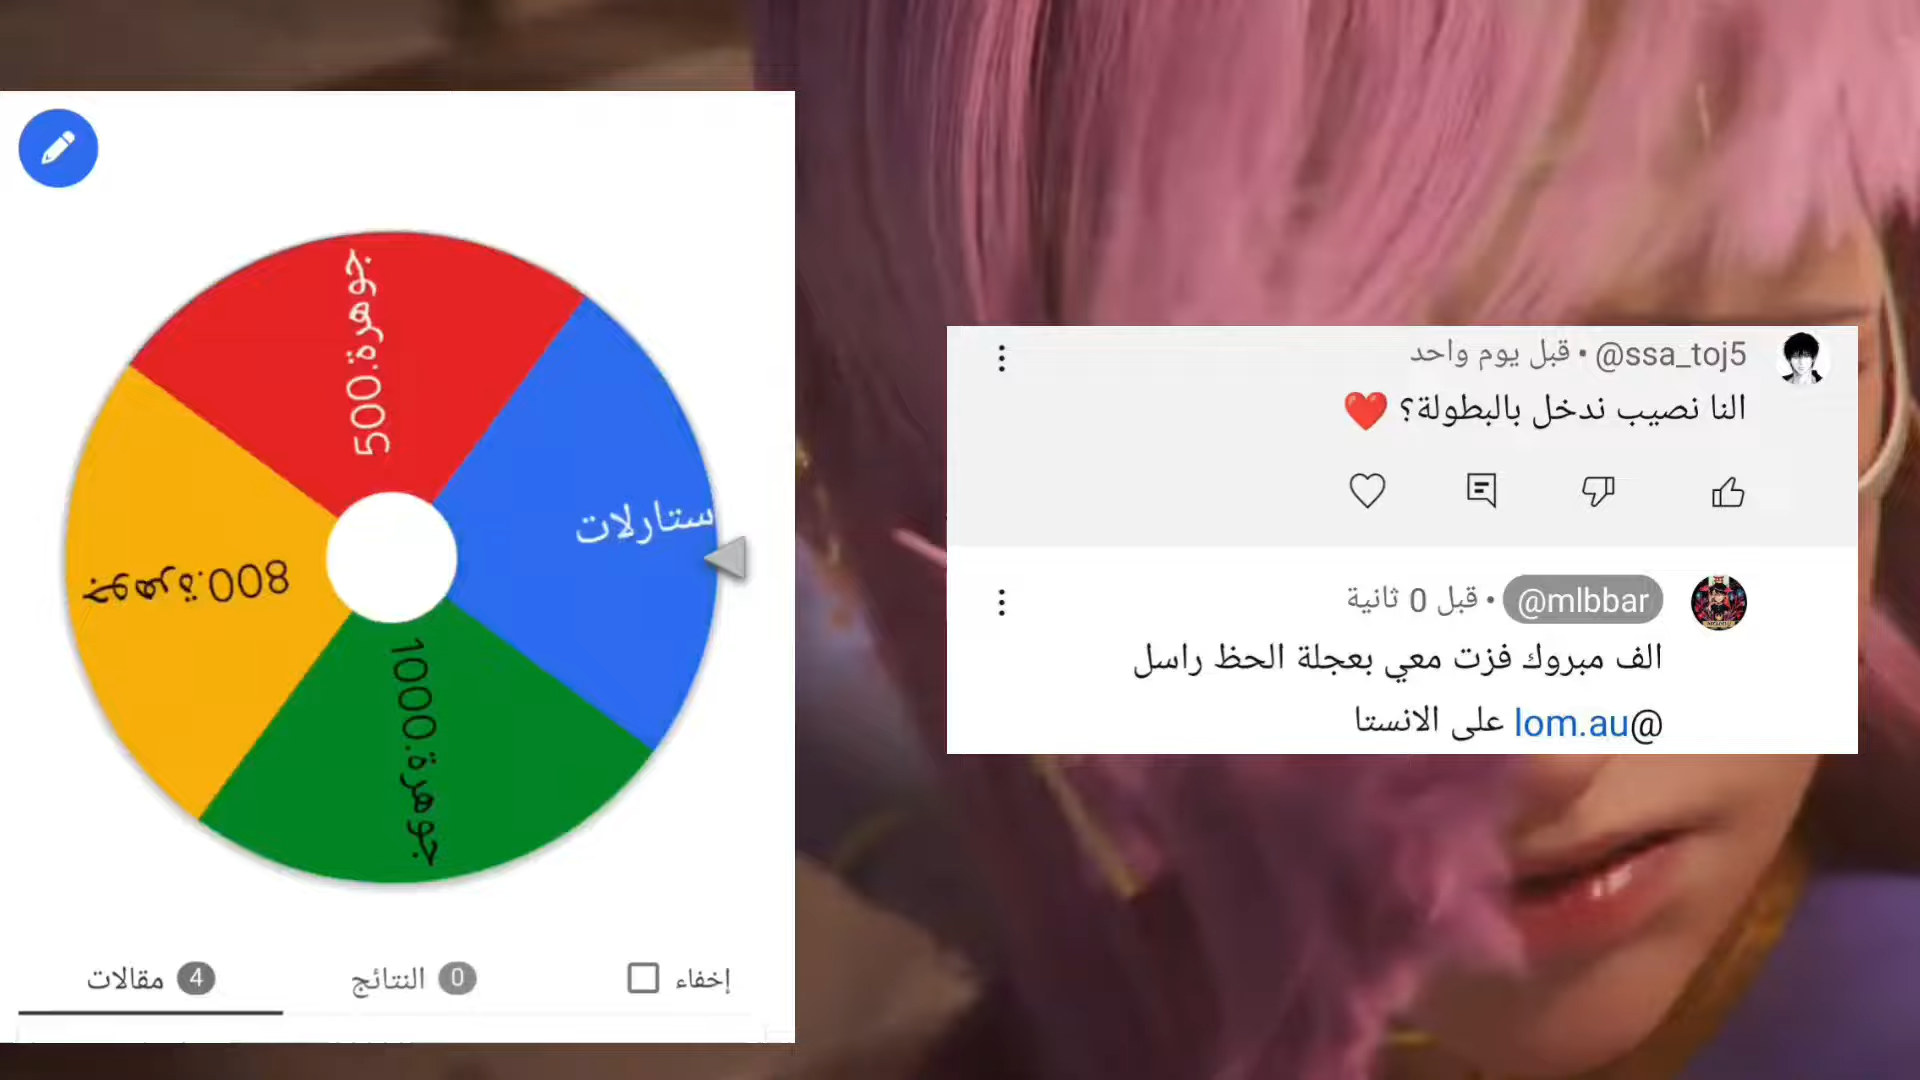 جوهرة.500
ستارلات
جوهرة.800
جوهرة.1000
إخفاء
النتائج 0
مقالات 4
@ssa_toj5 • قبل يوم واحد
النا نصيب ندخل بالبطولة؟ ❤️
@mlbbar • قبل 0 ثانية
الف مبروك فزت معي بعجلة الحظ راسل
@lom.au على الانستا